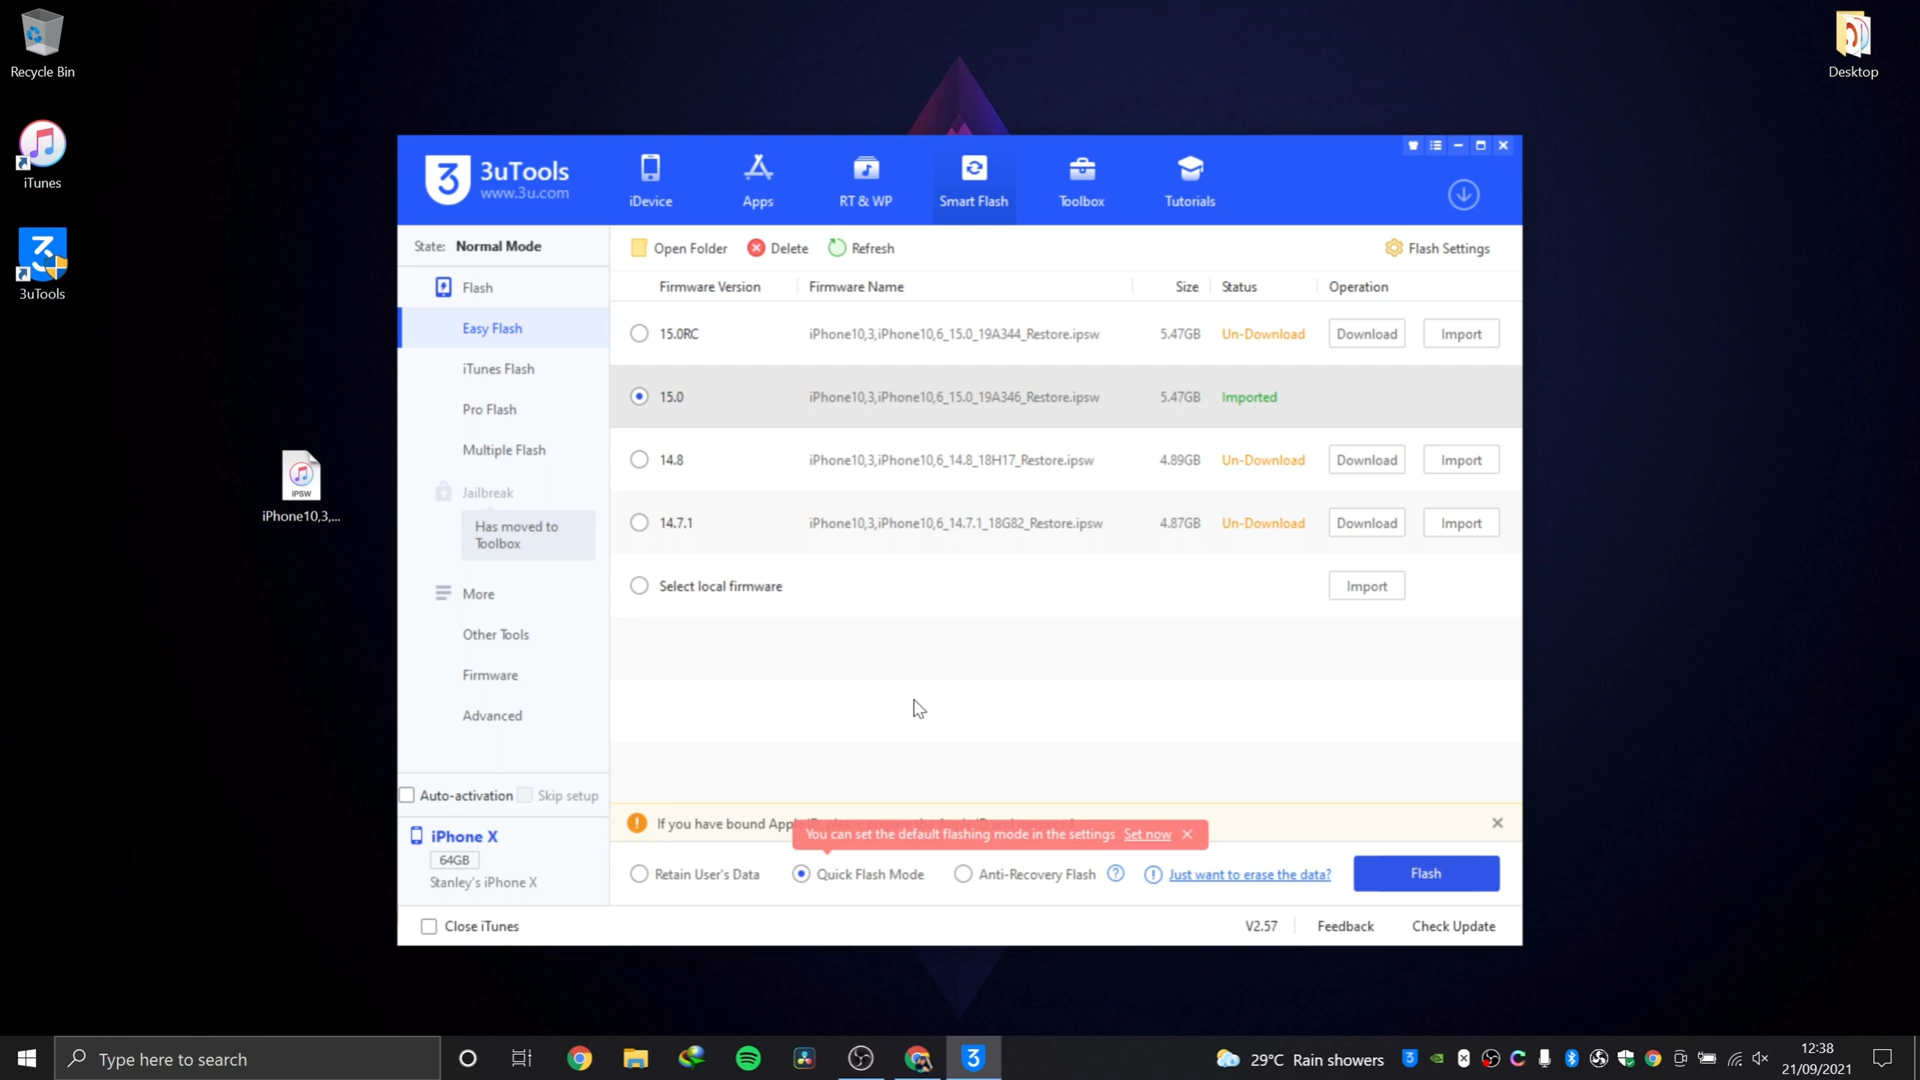 Recycle Bin
Desktop
iTunes
3uTools
iPhone10,3,...
IPSW
3
3uTools
www.3u.com
iDevice
Apps
RT & WP
Smart Flash
Toolbox
Tutorials
State: Normal Mode
Flash
Easy Flash
iTunes Flash
Pro Flash
Multiple Flash
Jailbreak
Has moved to
Toolbox
More
Other Tools
Firmware
Advanced
Auto-activation Skip setup
iPhone X
64GB
Stanley's iPhone X
Close iTunes
Open Folder Delete Refresh Flash Settings
Firmware Version Firmware Name Size Status Operation
15.0RC iPhone10,3,iPhone10,6_15.0_19A344_Restore.ipsw 5.47GB Un-Download Download Import
15.0 iPhone10,3,iPhone10,6_15.0_19A346_Restore.ipsw 5.47GB Imported
14.8 iPhone10,3,iPhone10,6_14.8_18H17_Restore.ipsw 4.89GB Un-Download Download Import
14.7.1 iPhone10,3,iPhone10,6_14.7.1_18G82_Restore.ipsw 4.87GB Un-Download Download Import
Select local firmware Import
If you have bound
You can set the default flashing mode in the settings Set now
Retain User's Data Quick Flash Mode Anti-Recovery Flash Just want to erase the data? Flash
V2.57 Feedback Check Update
Type here to search
29°C Rain showers
12:38
21/09/2021